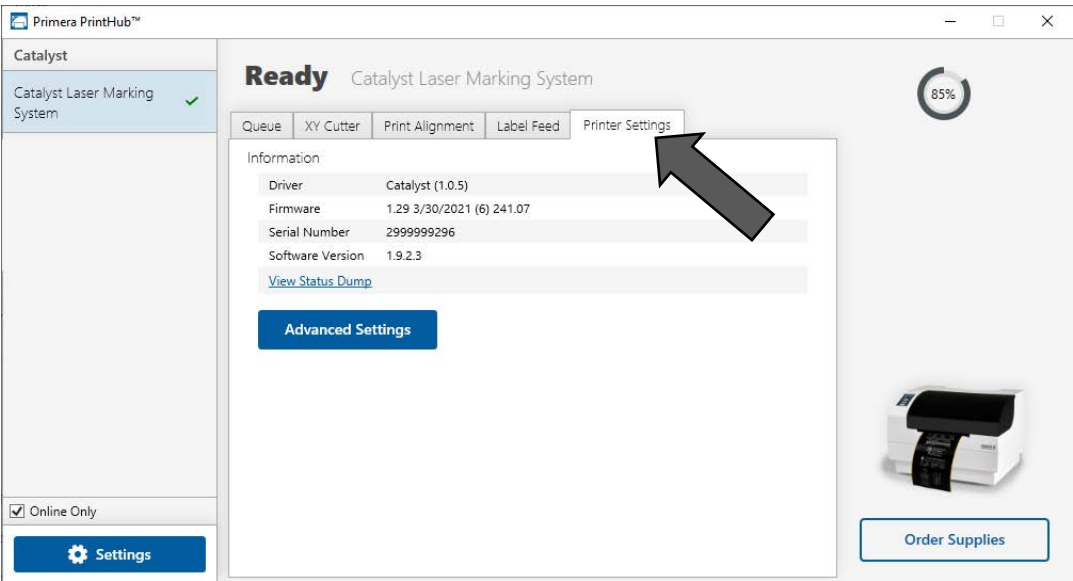 Primera PrintHub™
Catalyst
Catalyst Laser Marking
System
Ready Catalyst Laser Marking System
85%
Queue XY Cutter Print Alignment Label Feed Printer Settings
Information
Driver Catalyst (1.0.5)
Firmware 1.29 3/30/2021 (6) 241.07
Serial Number 2999999296
Software Version 1.9.2.3
View Status Dump
Advanced Settings
Online Only
Settings
Order Supplies